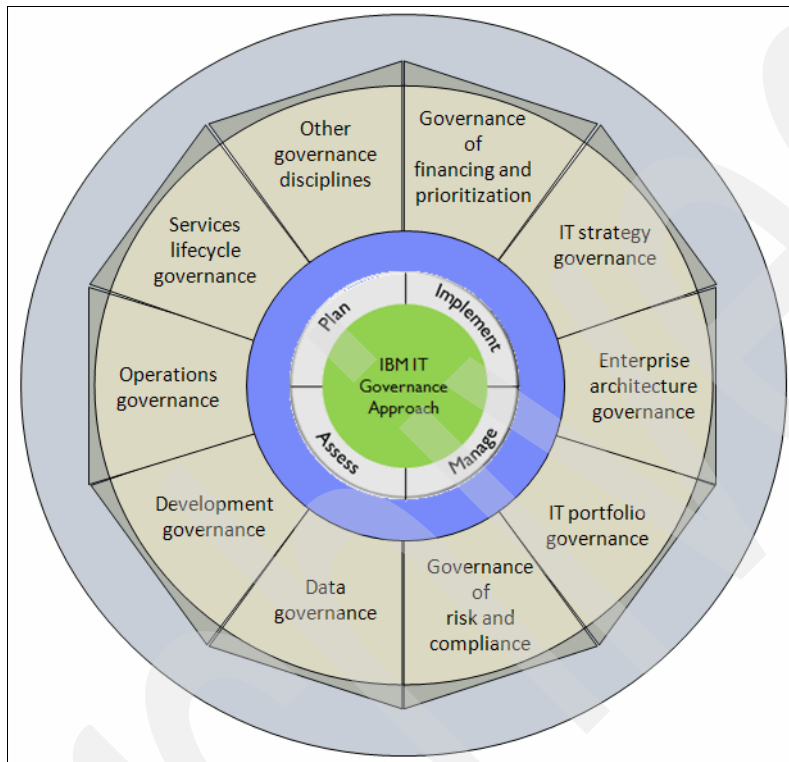 Other
governance
disciplines
Governance
of
financing and
prioritization
Services
lifecycle
governance
IT strategy
governance
Plan
Implement
Operations
governance
IBM IT
Governance
Approach
Enterprise
architecture
governance
Assess
Manage
Development
governance
IT portfolio
governance
Data
governance
Governance
of
risk and
compliance